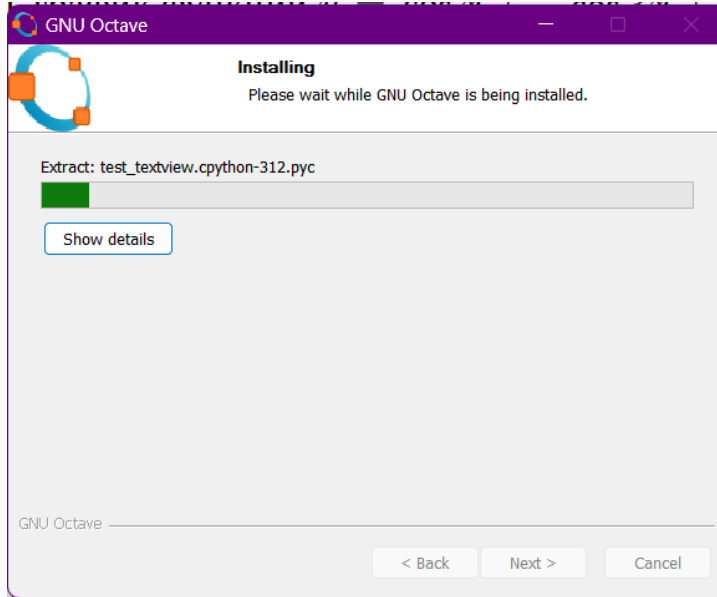 GNU Octave
Installing
Please wait while GNU Octave is being installed.
Extract: test_textview.cpython-312.pyc
Show details
GNU Octave
< Back
Next >
Cancel